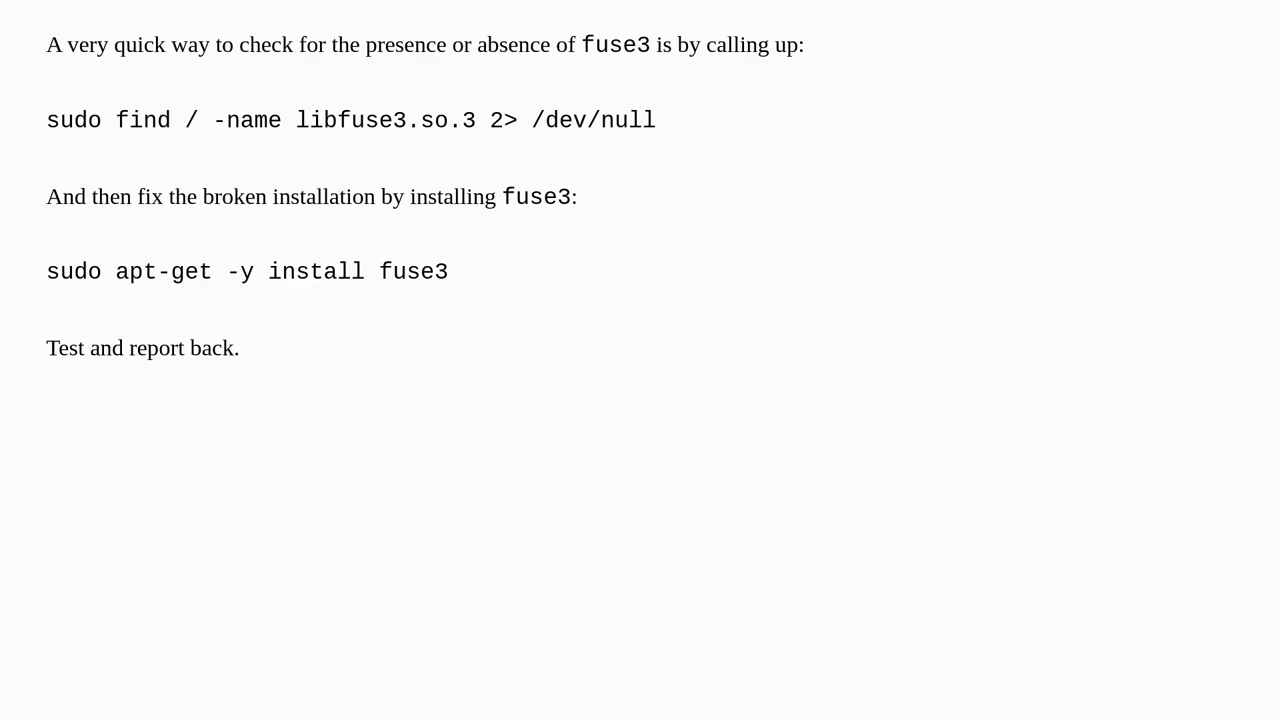 A very quick way to check for the presence or absence of fuse3 is by calling up:
sudo find / -name libfuse3.so.3 2> /dev/null
And then fix the broken installation by installing fuse3:
sudo apt-get -y install fuse3
Test and report back.